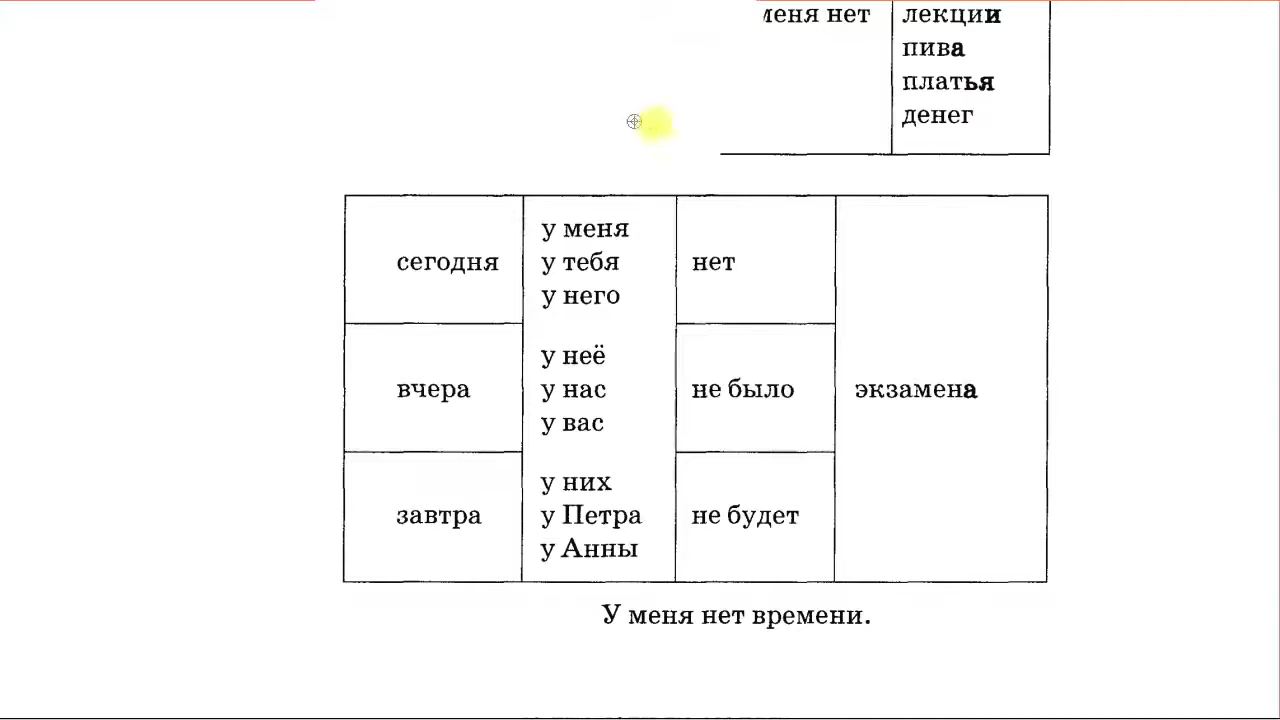 меня нет
лекции
пива
платья
денег
сегодня
у меня
у тебя
у него
нет
вчера
у неё
у нас
у вас
не было
экзамена
завтра
у них
у Петра
у Анны
не будет
У меня нет времени.